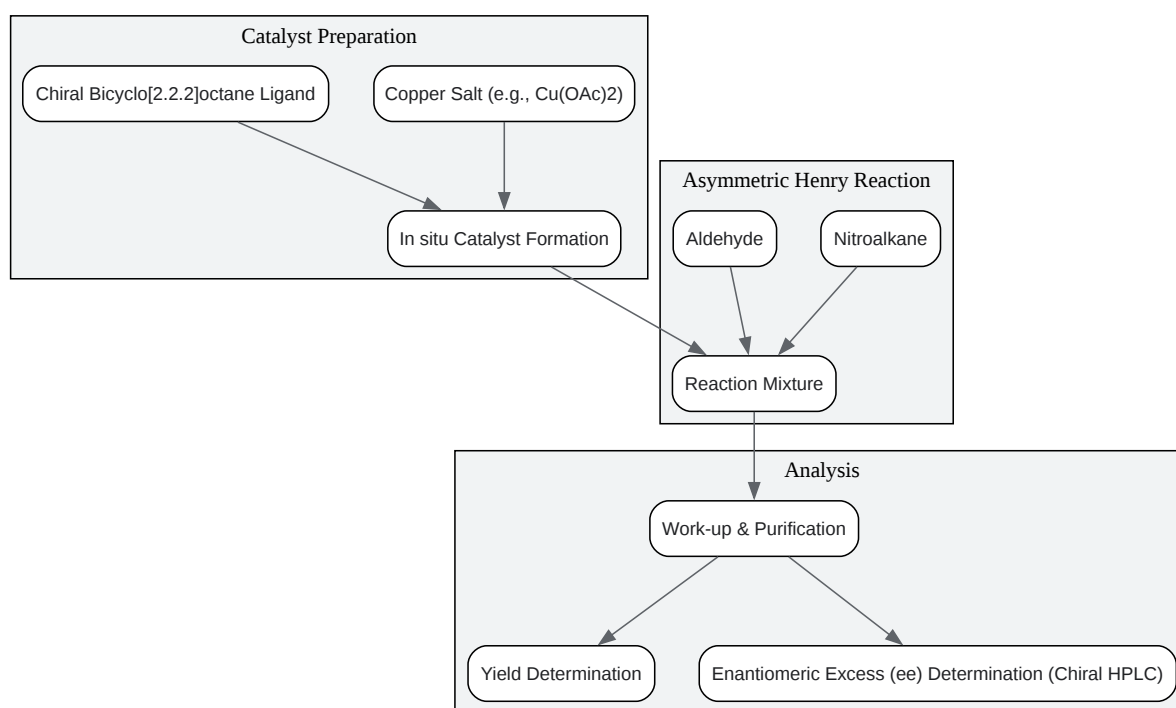 Catalyst Preparation
Chiral Bicyclo[2.2.2]octane Ligand
Copper Salt (e.g., Cu(OAc)2)
In situ Catalyst Formation
Asymmetric Henry Reaction
Aldehyde
Nitroalkane
Reaction Mixture
Analysis
Work-up & Purification
Yield Determination
Enantiomeric Excess (ee) Determination (Chiral HPLC)